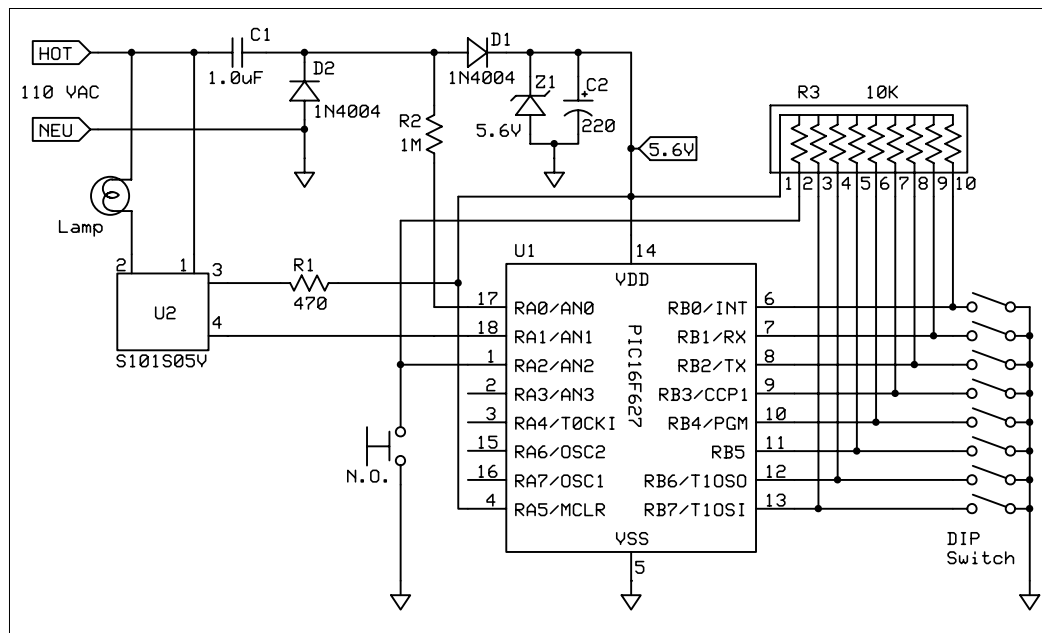 HOT
C1
1.0uF
D1
1N4004
D2
1N4004
Z1
5.6V
C2
+
220
110 VAC
NEU
R2
1M
5.6V
R3 10K
1 2 3 4 5 6 7 8 9 10
Lamp
2 1 3
4
U2
S101S05V
R1
470
U1
14
VDD
PIC16F627
17 RA0/AN0 RB0/INT 6
18 RA1/AN1 RB1/RX 7
1 RA2/AN2 RB2/TX 8
2 RA3/AN3 RB3/CCP1 9
3 RA4/T0CKI RB4/PGM 10
15 RA6/OSC2 RB5 11
16 RA7/OSC1 RB6/T1OSO 12
4 RA5/MCLR RB7/T1OSI 13
VSS
5
N.O.
DIP
Switch